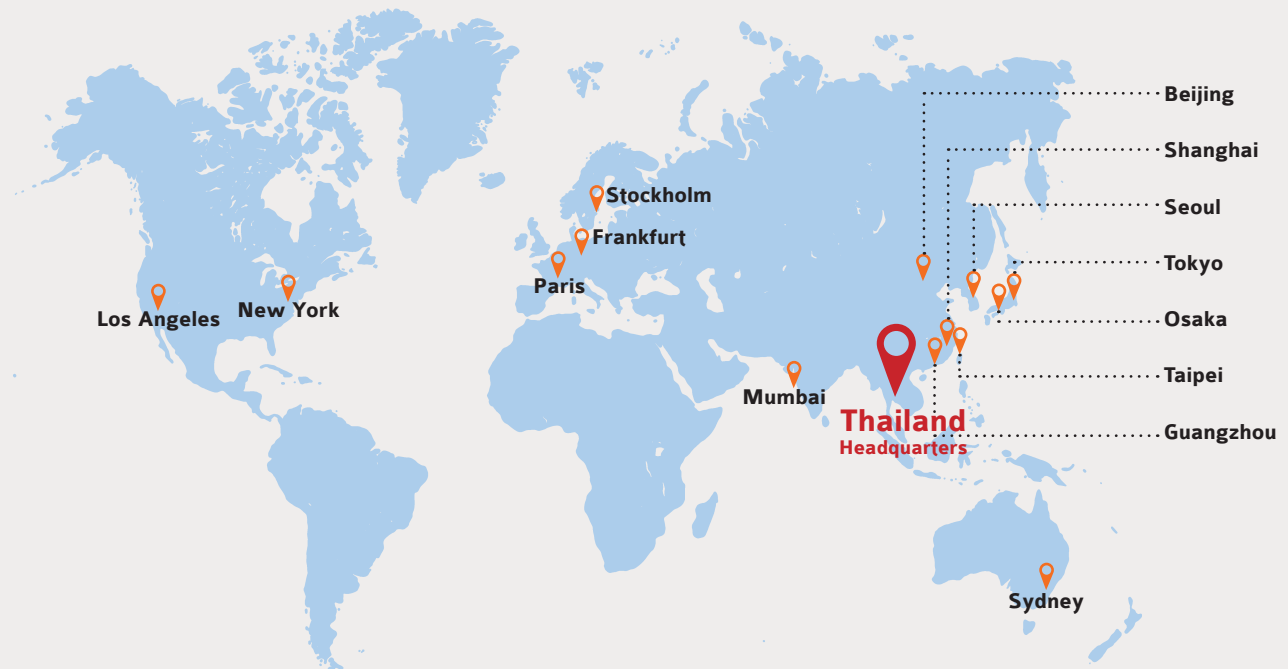 Beijing
Shanghai
Stockholm
Seoul
Frankfurt
Tokyo
Paris
New York
Los Angeles
Osaka
Taipei
Mumbai
Thailand
Headquarters
Guangzhou
Sydney